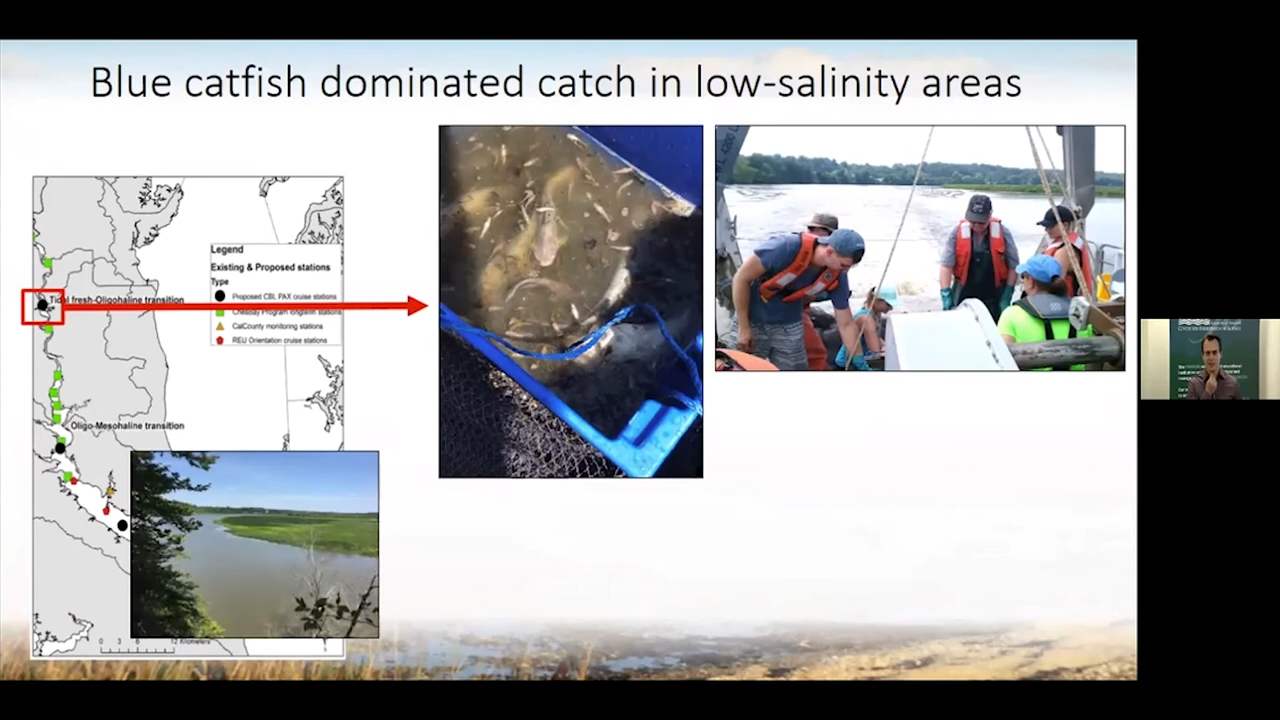 Blue catfish dominated catch in low-salinity areas
Legend
Existing & Proposed stations
Type
Proposed CBL PAX cruise stations
Chesbay Program longterm stations
CalCounty monitoring stations
REU Orientation cruise stations
Tidal fresh-Oligohaline transition
Oligo-Mesohaline transition
0 3 6 12 Kilometers